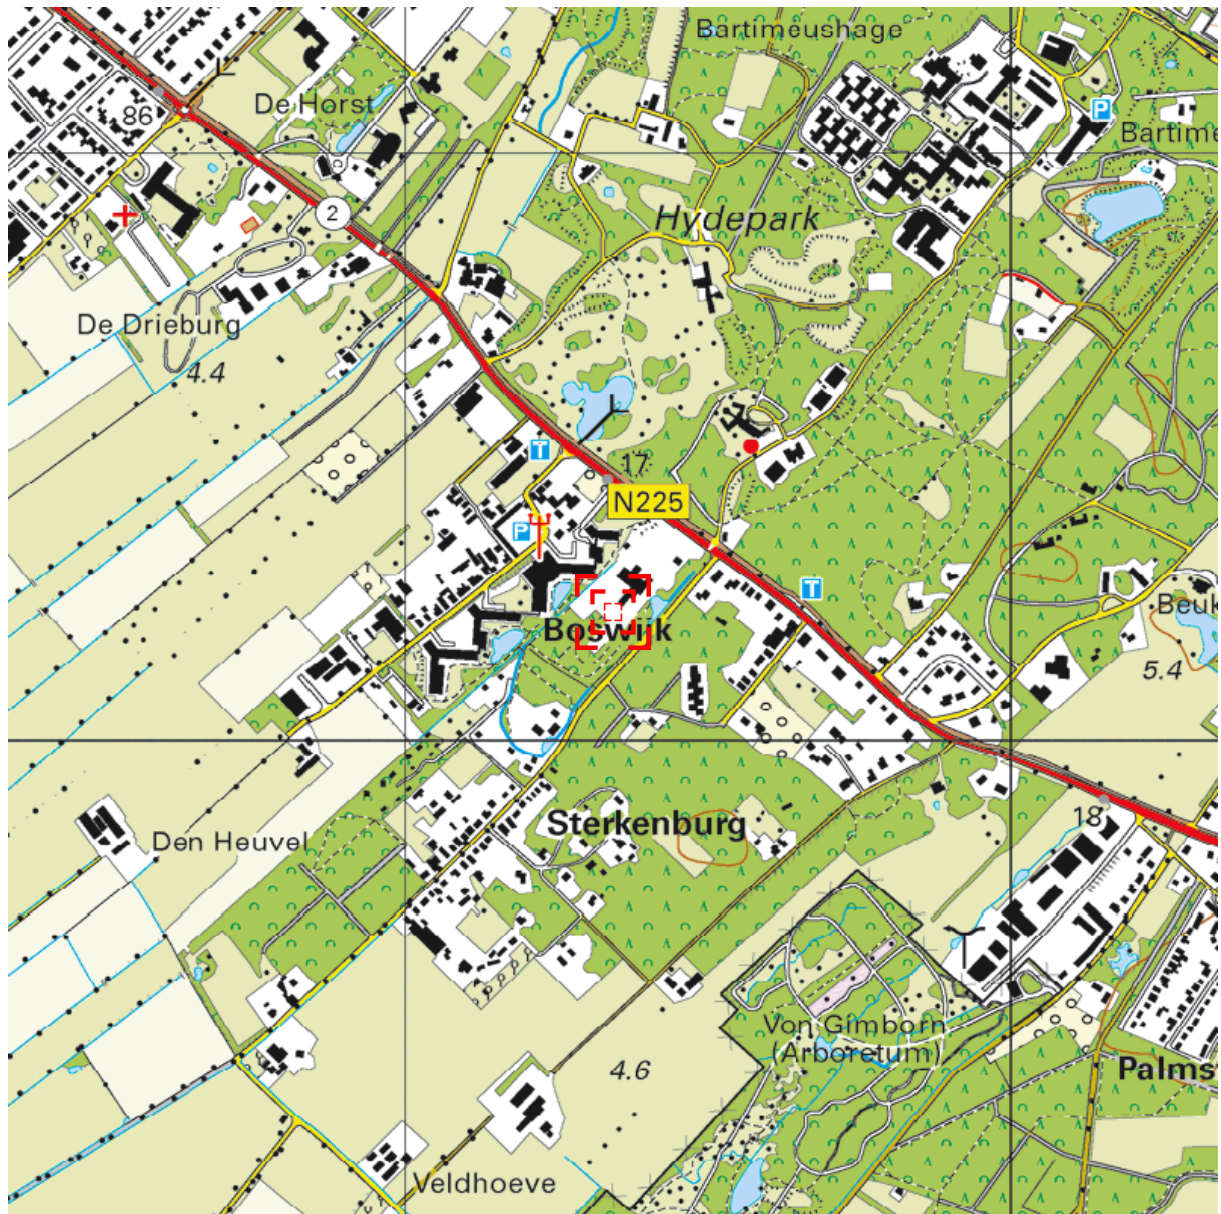 Bartimeushage
De Horst
86
P
Bartime
2
Hydepark
De Drieburg
4.4
T
17
N225
P
T
Boswijk
Beuk
5.4
18
Sterkenburg
Den Heuvel
Von Gimborn
(Arboretum)
4.6
Palms
Veldhoeve